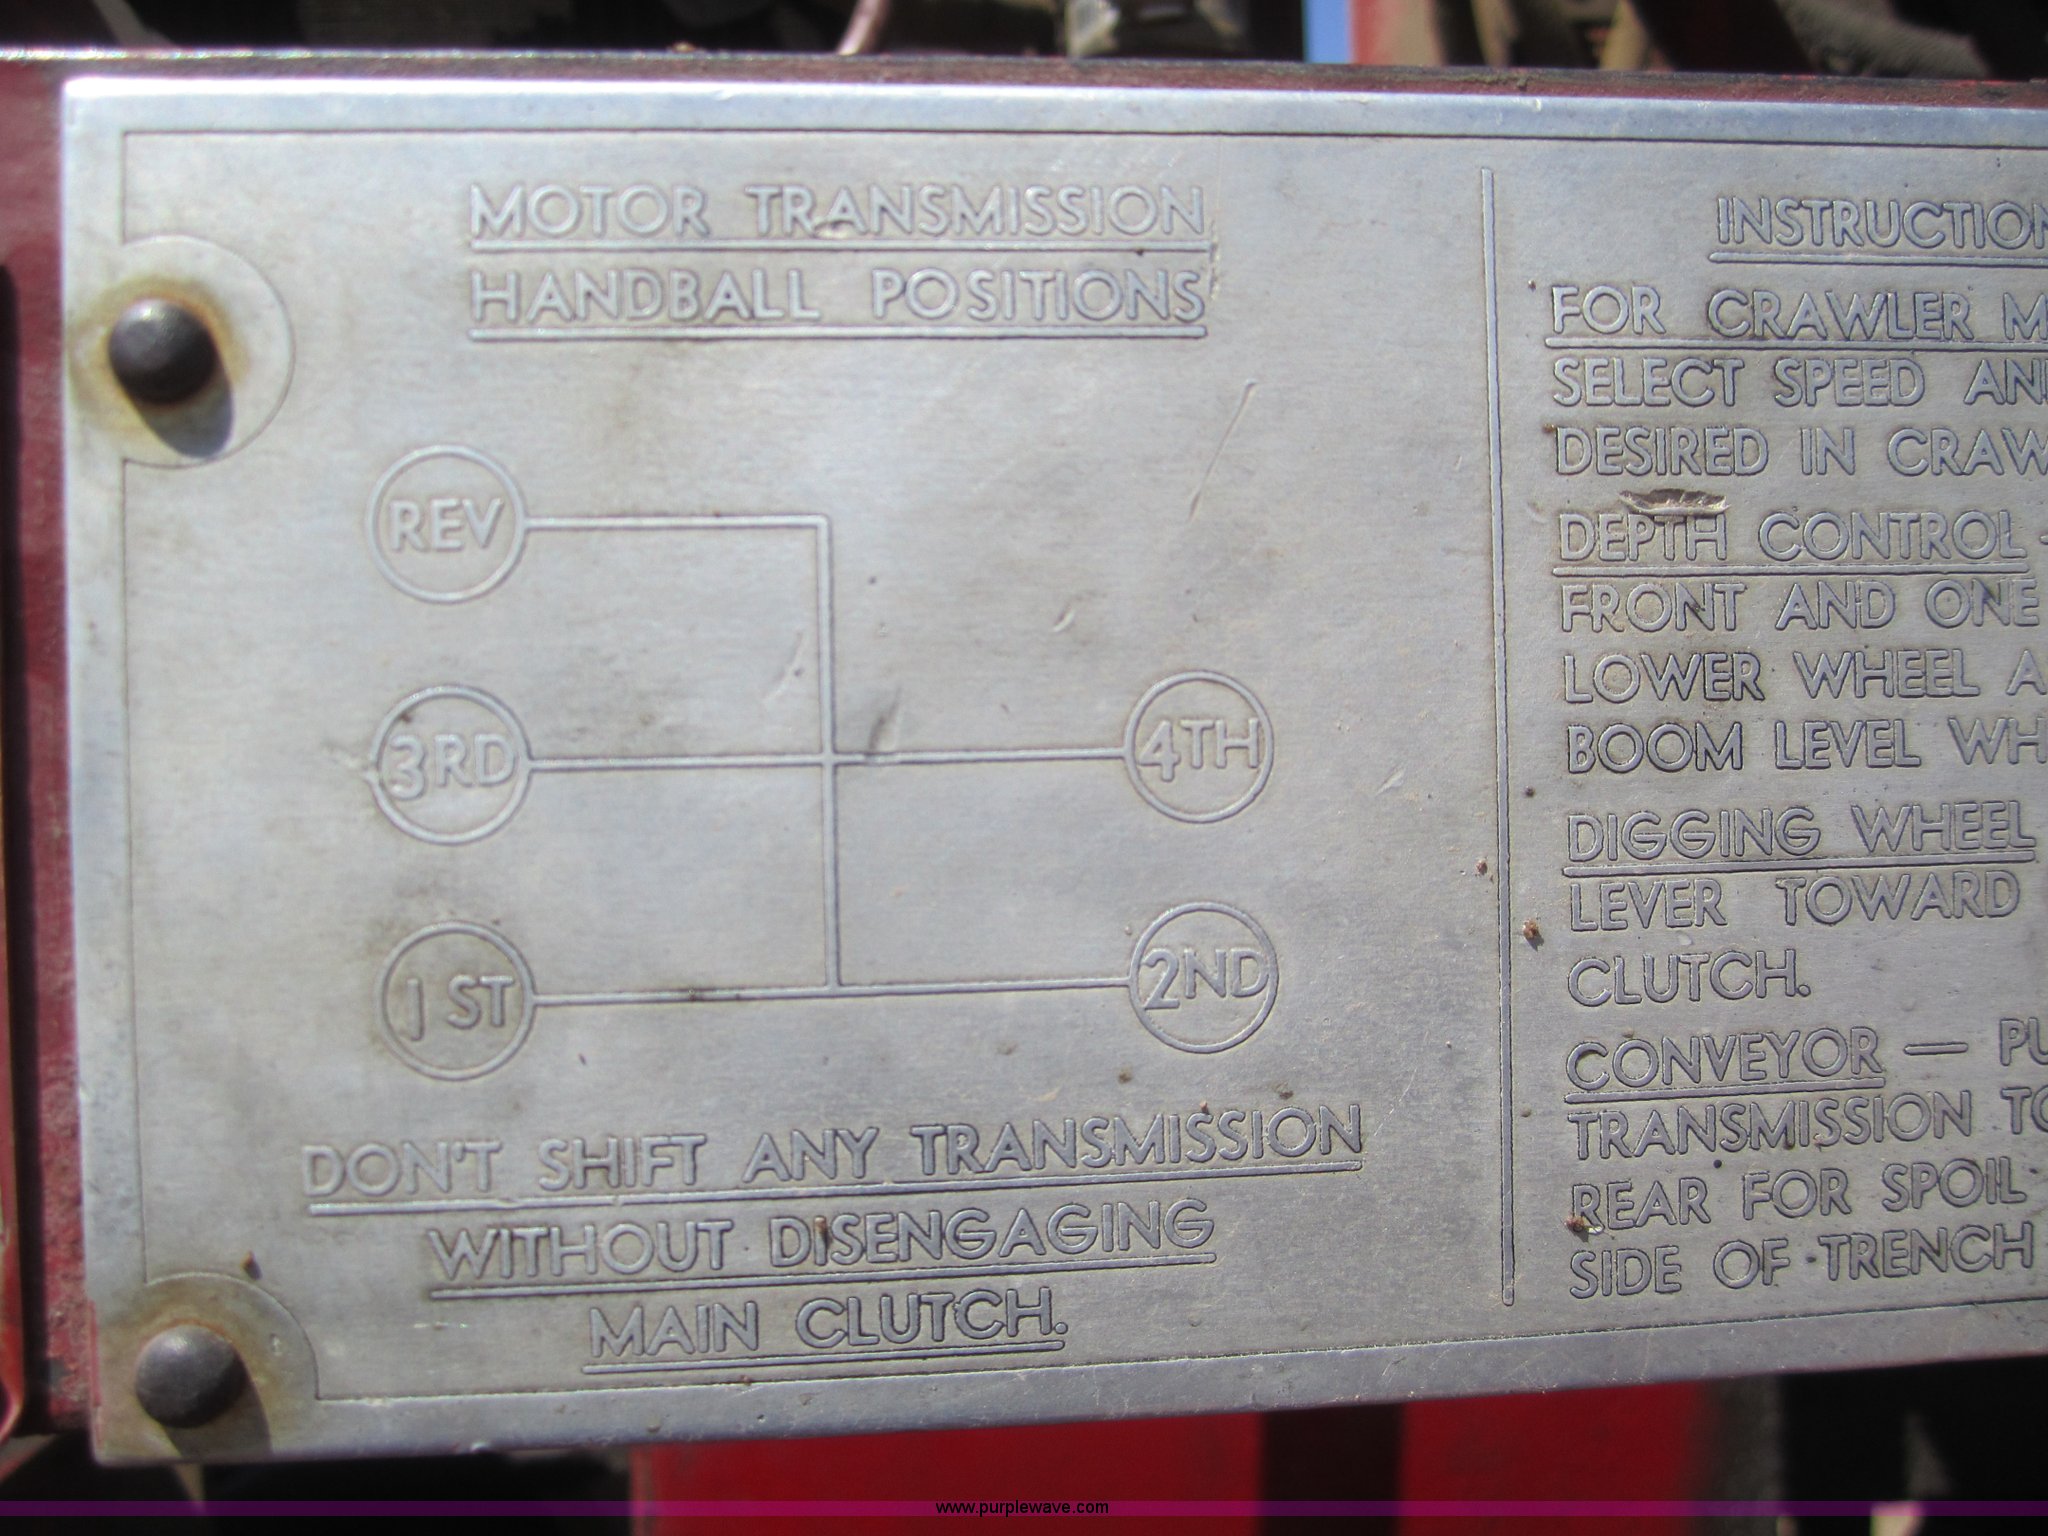 MOTOR TRANSMISSION
HANDBALL POSITIONS
REV
3RD
4TH
1ST
2ND
DON'T SHIFT ANY TRANSMISSION
WITHOUT DISENGAGING
MAIN CLUTCH.
FOR CRAWLER
SELECT SPEED
DESIRED IN
DEPTH CONTROL -
FRONT AND ONE
LOWER WHEEL
BOOM LEVEL
DIGGING WHEEL
LEVER TOWARD
CLUTCH.
CONVEYOR —
TRANSMISSION
REAR FOR SPOIL
SIDE OF TRENCH
www.purplewave.com